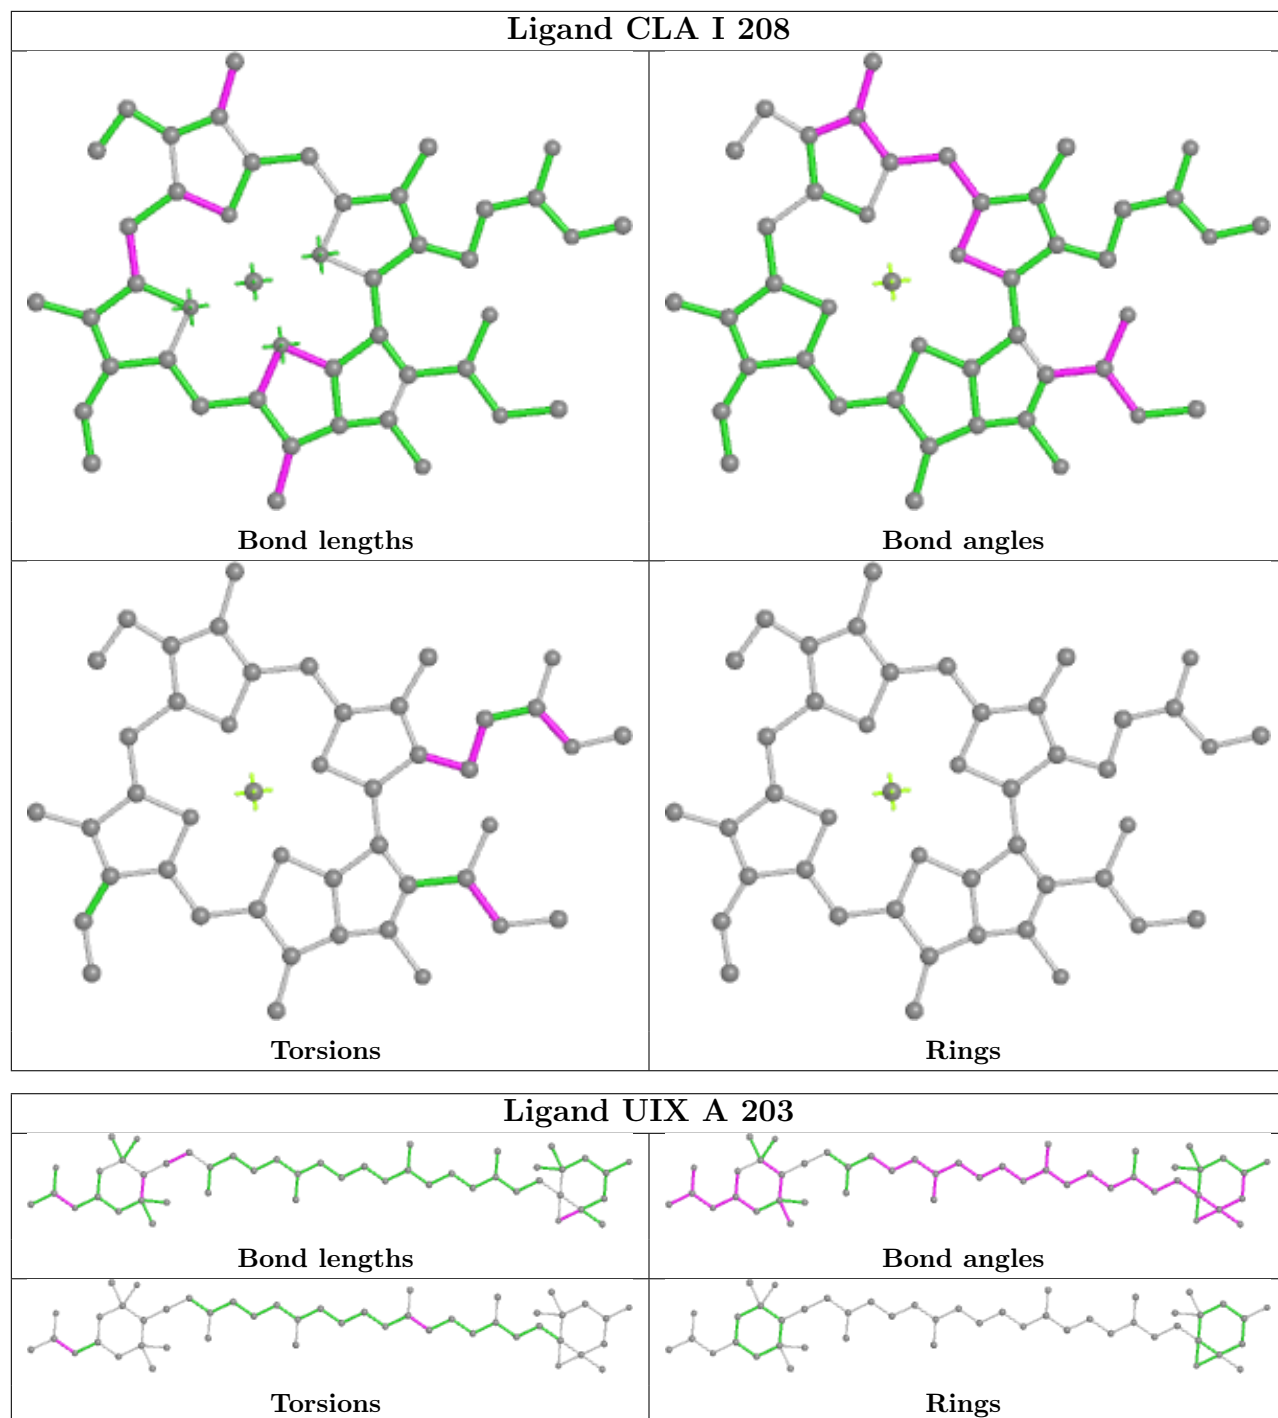 Ligand CLA I 208
Bond lengths
Bond angles
Torsions
Rings
Ligand UIX A 203
Bond lengths
Bond angles
Torsions
Rings